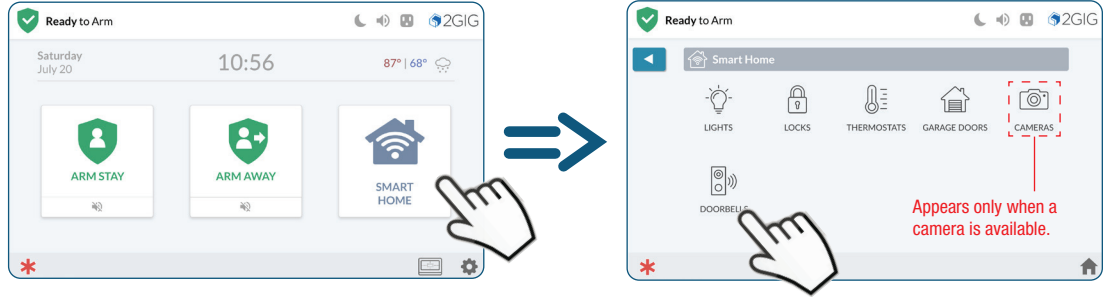 Ready to Arm
2GIG
Saturday
July 20
10:56
87° | 68°
ARM STAY
ARM AWAY
SMART
HOME
Ready to Arm
2GIG
Smart Home
LIGHTS
LOCKS
THERMOSTATS
GARAGE DOORS
CAMERAS
DOORBELLS
Appears only when a
camera is available.